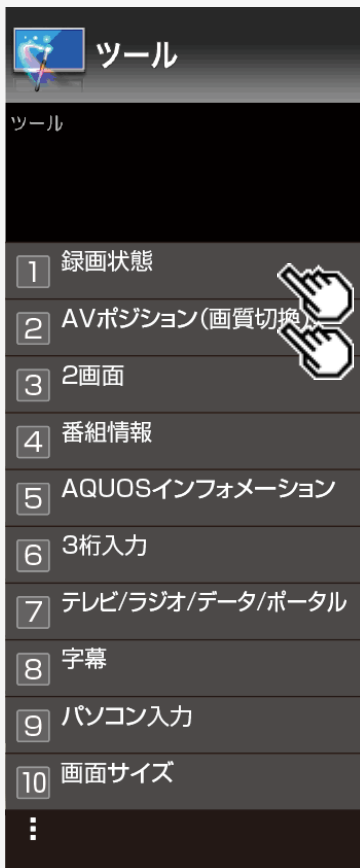 ツール
ツール
1 録画状態
2 AVポジション(画質切換)
3 2画面
4 番組情報
5 AQUOSインフォメーション
6 3桁入力
7 テレビ/ラジオ/データ/ポータル
8 字幕
9 パソコン入力
10 画面サイズ
⋮